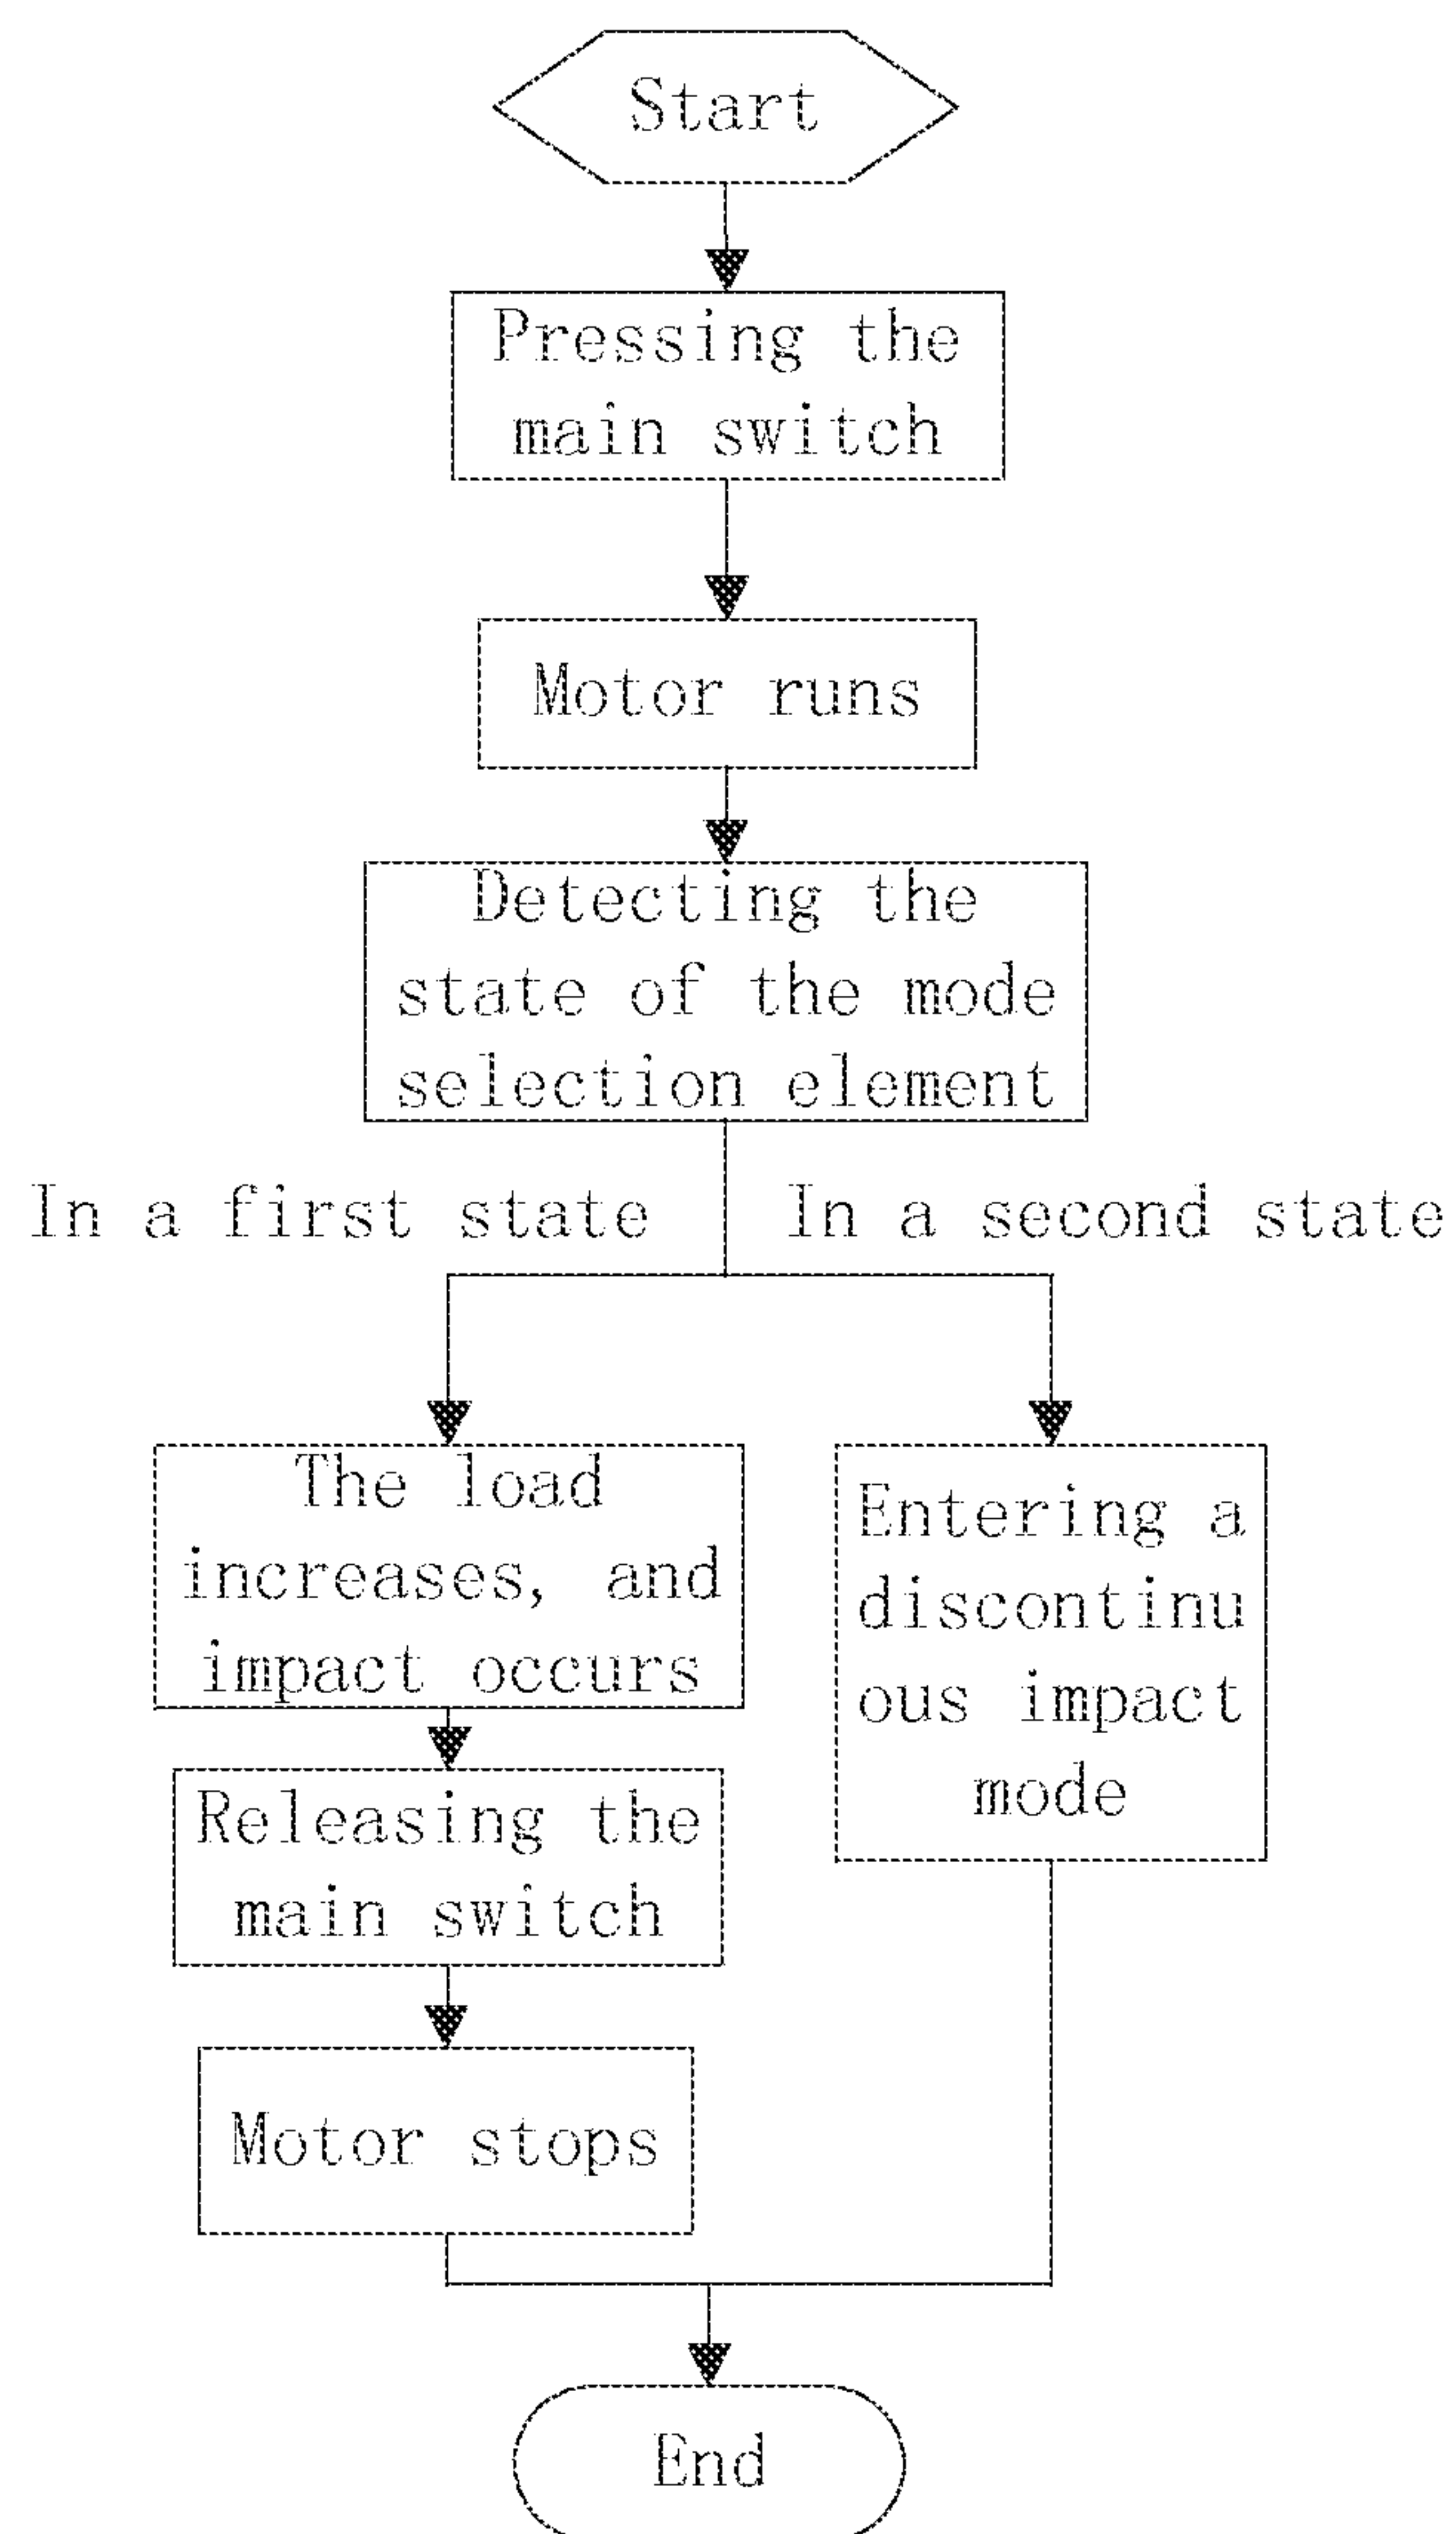 Start
Pressing the
main switch
Motor runs
Detecting the
state of the mode
selection element
In a first state
In a second state
The load
increases, and
impact occurs
Entering a
discontinu
ous impact
mode
Releasing the
main switch
Motor stops
End